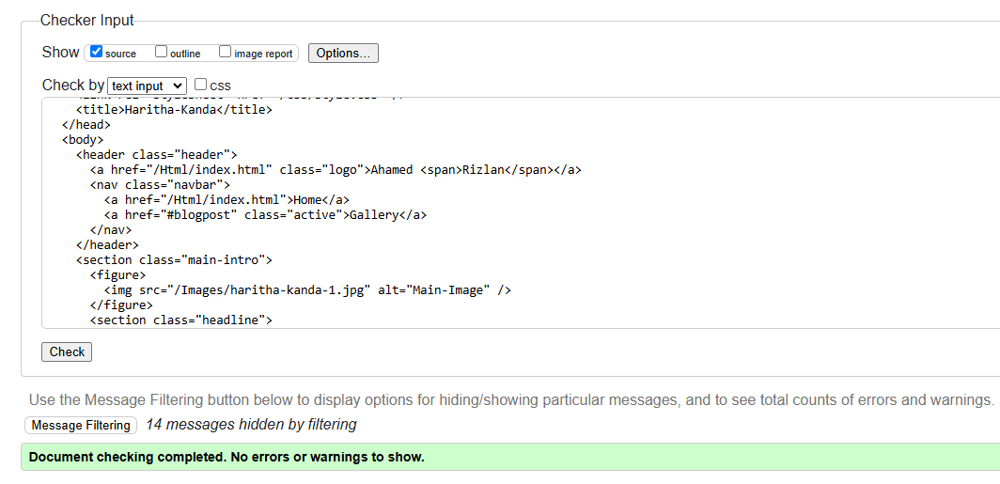 Checker Input
Show source outline image report Options...
Check by text input css
<title>Haritha-Kanda</title>
</head>
<body>
<header class="header">
<a href="/Html/index.html" class="logo">Ahamed <span>Rizlan</span></a>
<nav class="navbar">
<a href="/Html/index.html">Home</a>
<a href="#blogpost" class="active">Gallery</a>
</nav>
</header>
<section class="main-intro">
<figure>
<img src="/Images/haritha-kanda-1.jpg" alt="Main-Image" />
</figure>
<section class="headline">
Check
Use the Message Filtering button below to display options for hiding/showing particular messages, and to see total counts of errors and warnings.
Message Filtering 14 messages hidden by filtering
Document checking completed. No errors or warnings to show.